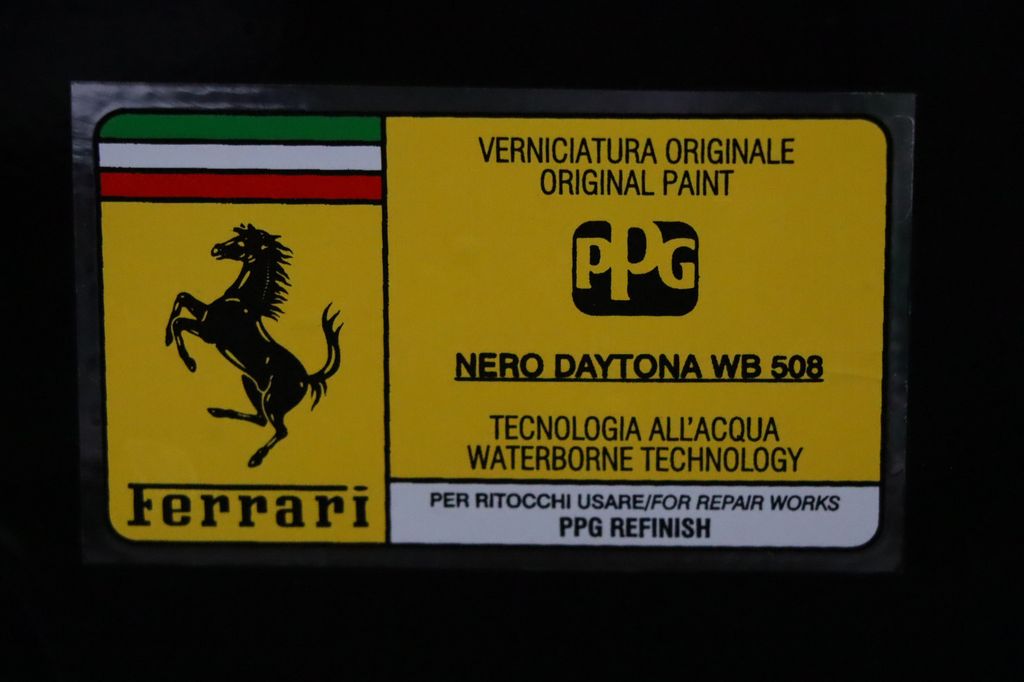 VERNICIATURA ORIGINALE
ORIGINAL PAINT
PPG
NERO DAYTONA WB 508
TECNOLOGIA ALL'ACQUA
WATERBORNE TECHNOLOGY
PER RITOCCHI USARE/FOR REPAIR WORKS
PPG REFINISH
Ferrari